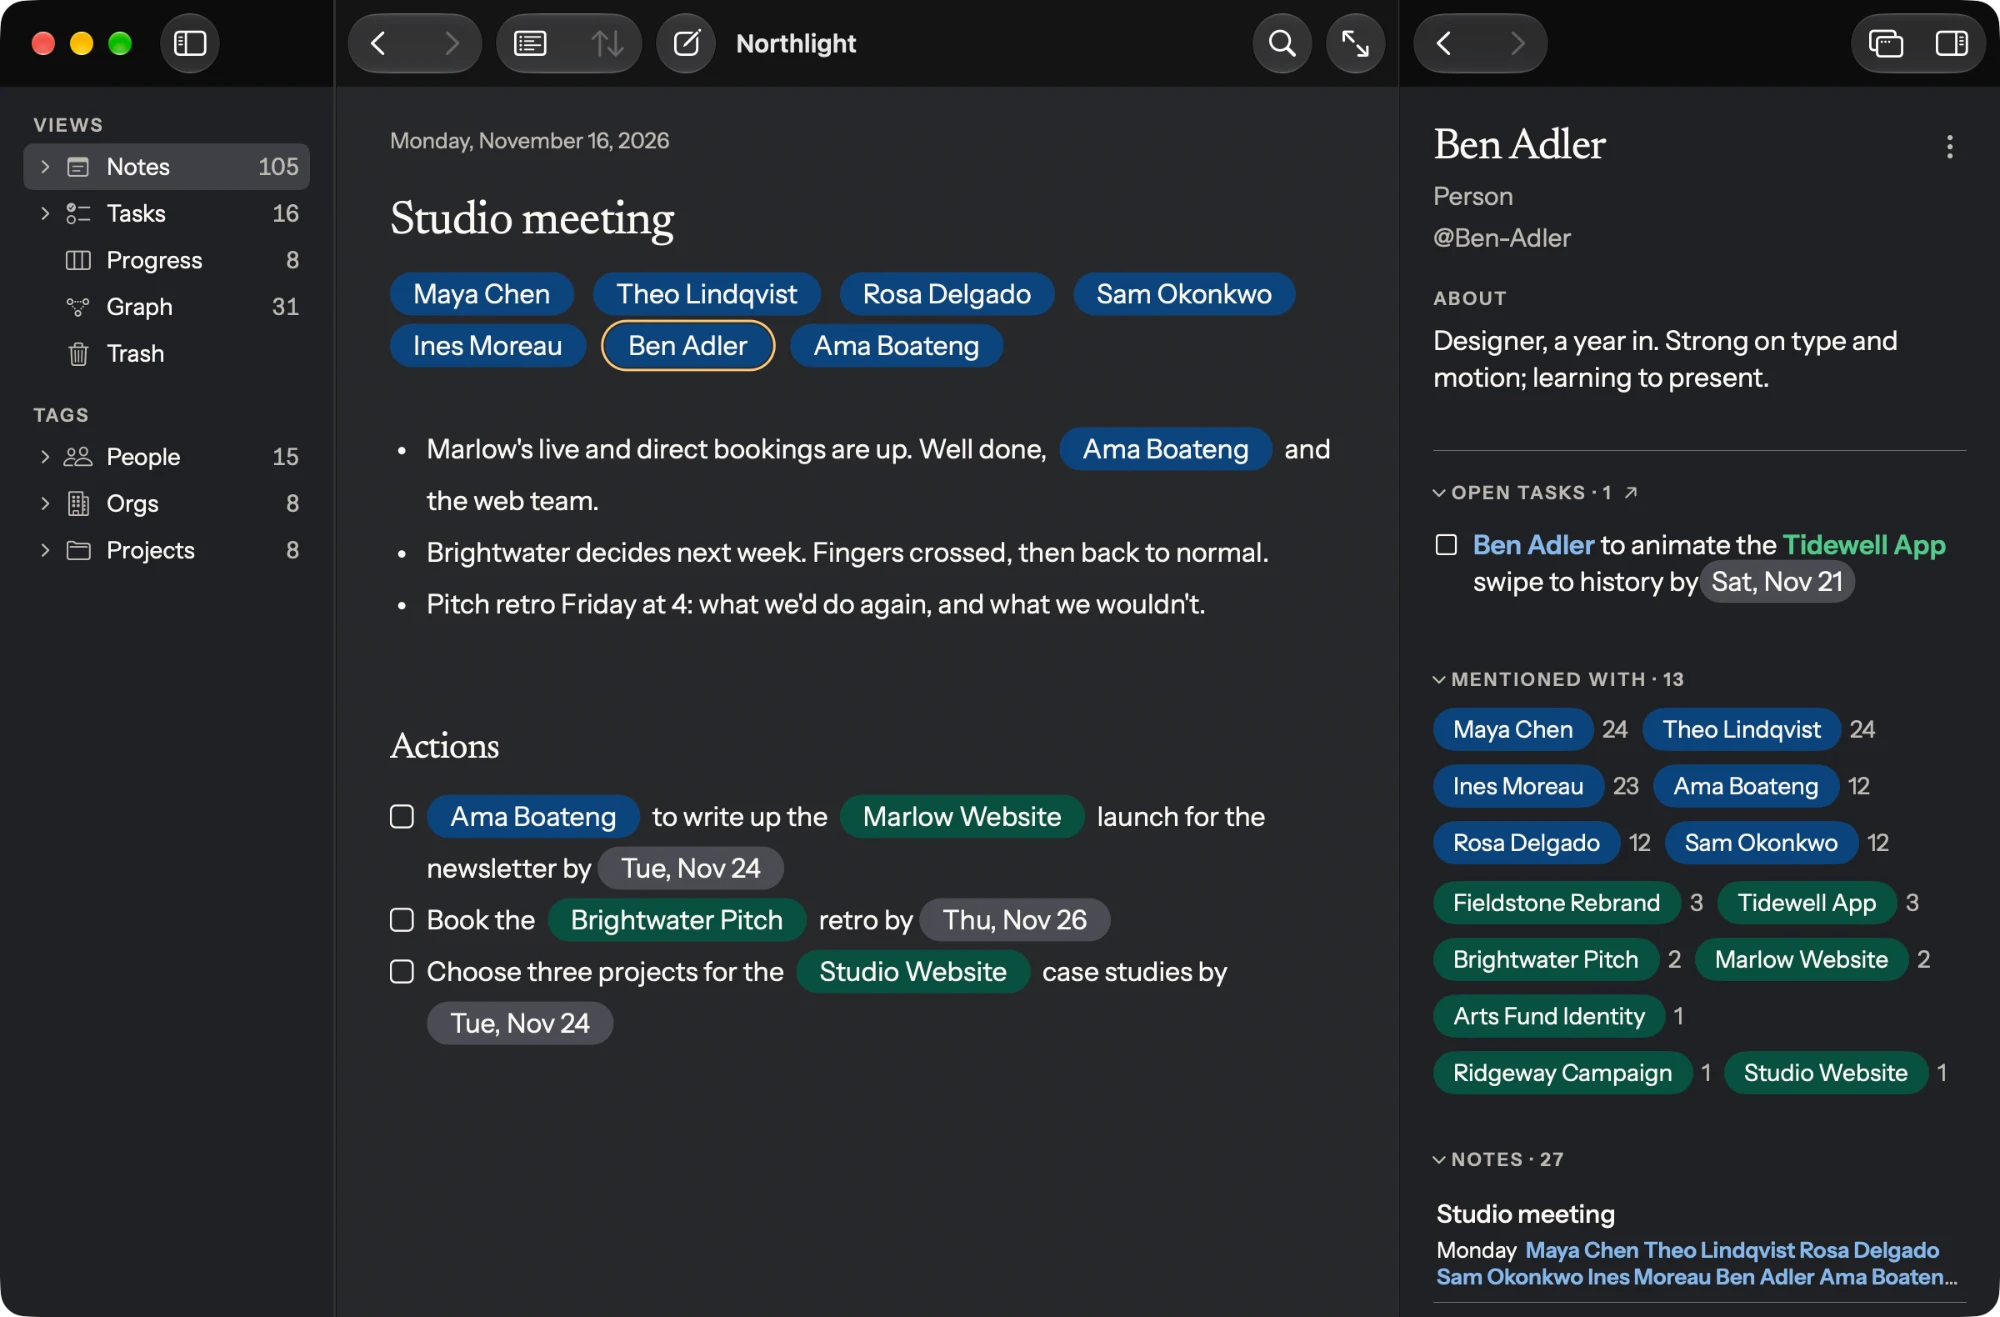 Northlight
VIEWS
Notes 105
Tasks 16
Progress 8
Graph 31
Trash
TAGS
People 15
Orgs 8
Projects 8
Monday, November 16, 2026
Studio meeting
Maya Chen Theo Lindqvist Rosa Delgado Sam Okonkwo
Ines Moreau Ben Adler Ama Boateng
• Marlow's live and direct bookings are up. Well done, Ama Boateng and
the web team.
• Brightwater decides next week. Fingers crossed, then back to normal.
• Pitch retro Friday at 4: what we'd do again, and what we wouldn't.
Actions
Ama Boateng to write up the Marlow Website launch for the
newsletter by Tue, Nov 24
Book the Brightwater Pitch retro by Thu, Nov 26
Choose three projects for the Studio Website case studies by
Tue, Nov 24
Ben Adler
Person
@Ben-Adler
ABOUT
Designer, a year in. Strong on type and
motion; learning to present.
OPEN TASKS · 1
Ben Adler to animate the Tidewell App
swipe to history by Sat, Nov 21
MENTIONED WITH · 13
Maya Chen 24 Theo Lindqvist 24
Ines Moreau 23 Ama Boateng 12
Rosa Delgado 12 Sam Okonkwo 12
Fieldstone Rebrand 3 Tidewell App 3
Brightwater Pitch 2 Marlow Website 2
Arts Fund Identity 1
Ridgeway Campaign 1 Studio Website 1
NOTES · 27
Studio meeting
Monday Maya Chen Theo Lindqvist Rosa Delgado
Sam Okonkwo Ines Moreau Ben Adler Ama Boaten...